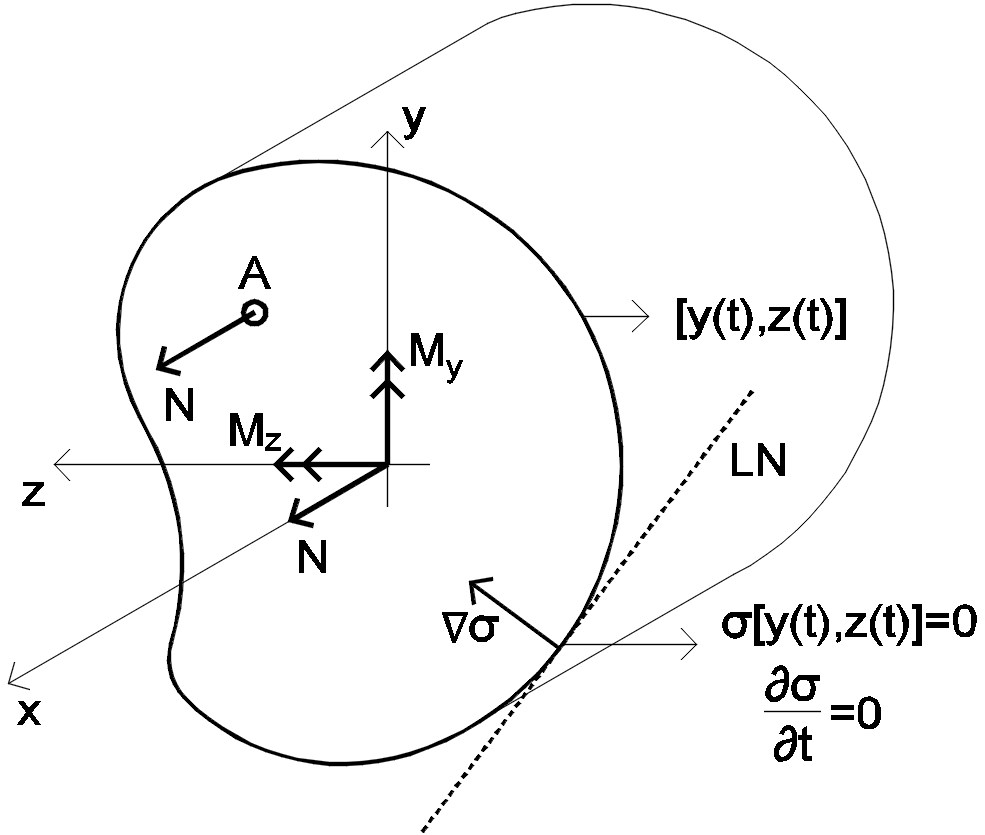 y
A
[y(t),z(t)]
My
N
Mz
LN
z
N
∇σ
σ[y(t),z(t)]=0
∂σ/∂t=0
x